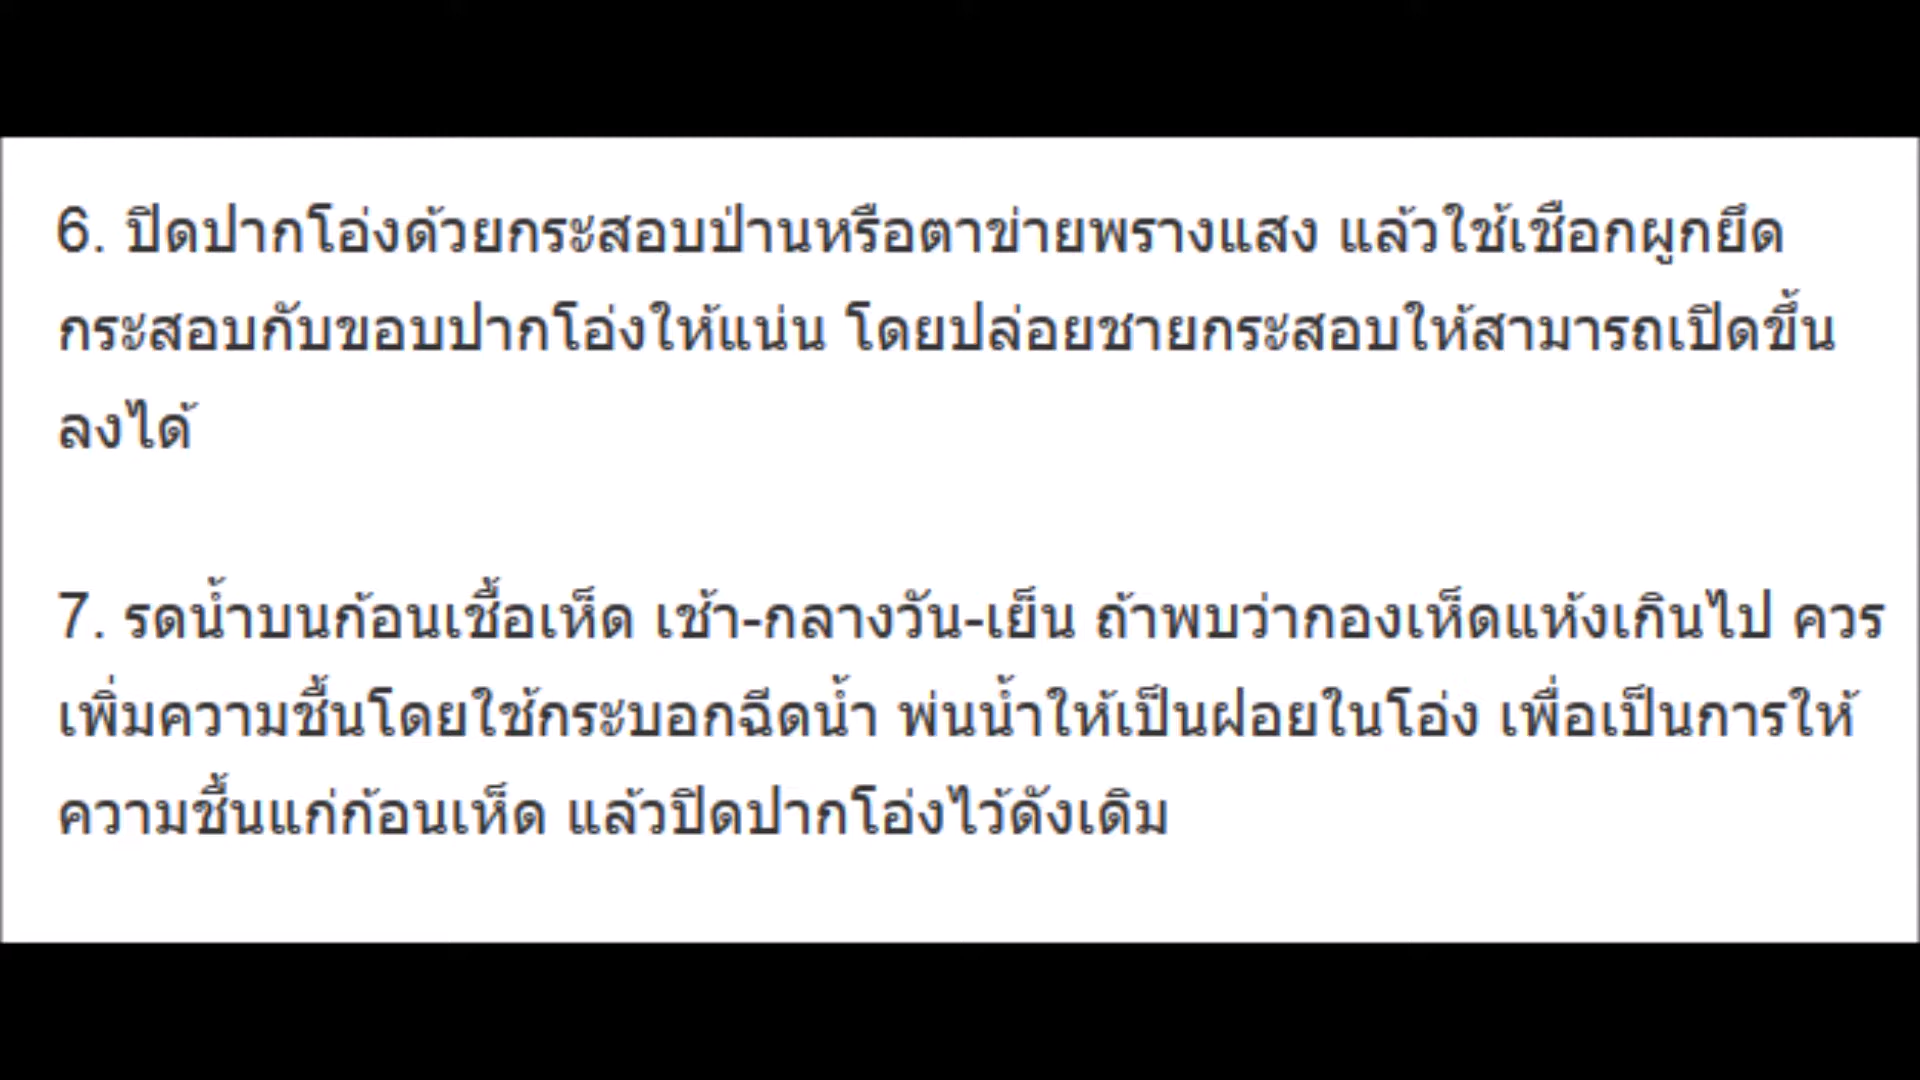 6. ปิดปากโอ่งด้วยกระสอบป่านหรือตาข่ายพรางแสง แล้วใช้เชือกผูกยึด
กระสอบกับขอบปากโอ่งให้แน่น โดยปล่อยชายกระสอบให้สามารถเปิดขึ้น
ลงได้
7. รดน้ำบนก้อนเชื้อเห็ด เช้า-กลางวัน-เย็น ถ้าพบว่ากองเห็ดแห้งเกินไป ควร
เพิ่มความชื้นโดยใช้กระบอกฉีดน้ำ พ่นน้ำให้เป็นฝอยในโอ่ง เพื่อเป็นการให้
ความชื้นแก่ก้อนเห็ด แล้วปิดปากโอ่งไว้ดังเดิม